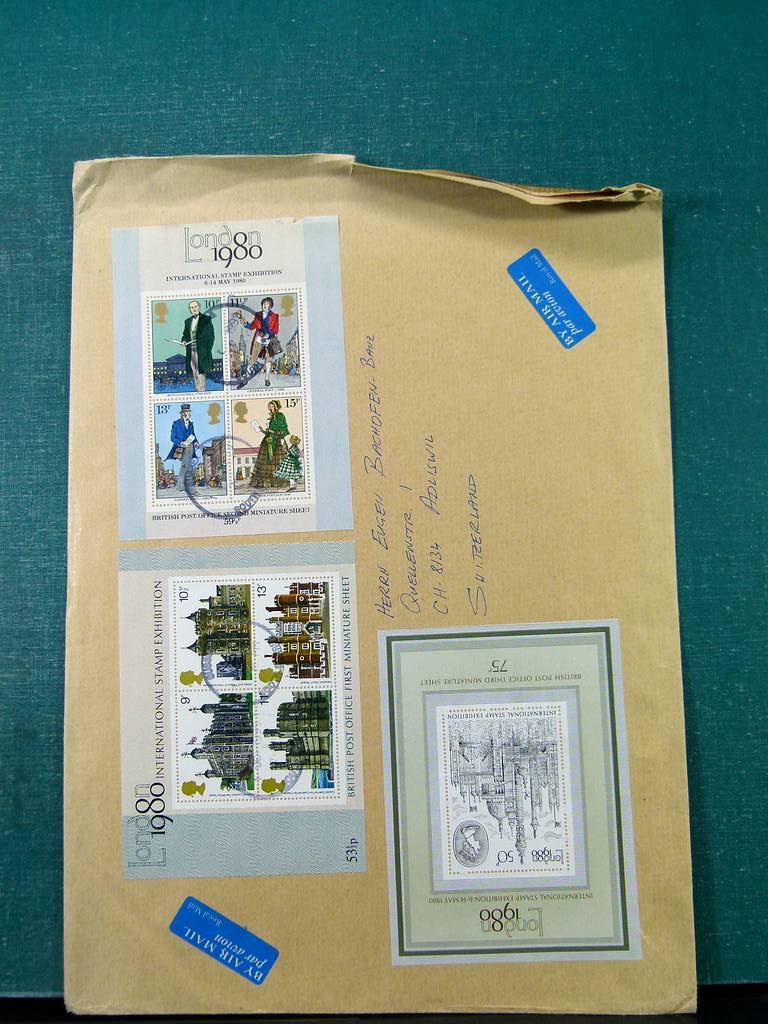 London
1980
INTERNATIONAL STAMP EXHIBITION
6-14 MAY 1980
10P
11½P
13P
15P
BRITISH POST OFFICE SECOND MINIATURE SHEET
59½P
BY AIR MAIL
par avion
Royal Mail
HERRN EUGEN BACHOFEN-BANZ
QUELLENSTR 1
CH-8134 ADLISWIL
SWITZERLAND
London
1980 INTERNATIONAL STAMP EXHIBITION
10½P
13P
9P
11P
BRITISH POST OFFICE FIRST MINIATURE SHEET
53½p
London
1980
INTERNATIONAL STAMP EXHIBITION 6-14 MAY 1980
London
1980
50P
INTERNATIONAL STAMP EXHIBITION
BRITISH POST OFFICE THIRD MINIATURE SHEET
75P
BY AIR MAIL
par avion
Royal Mail